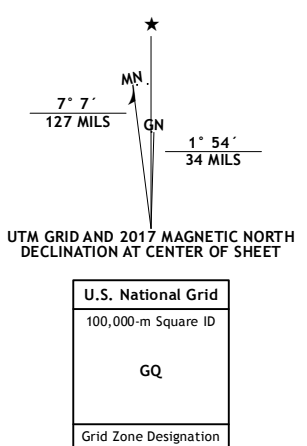 ★
MN
7° 7´
127 MILS
GN
1° 54´
34 MILS
UTM GRID AND 2017 MAGNETIC NORTH
DECLINATION AT CENTER OF SHEET
U.S. National Grid
100,000-m Square ID
GQ
Grid Zone Designation